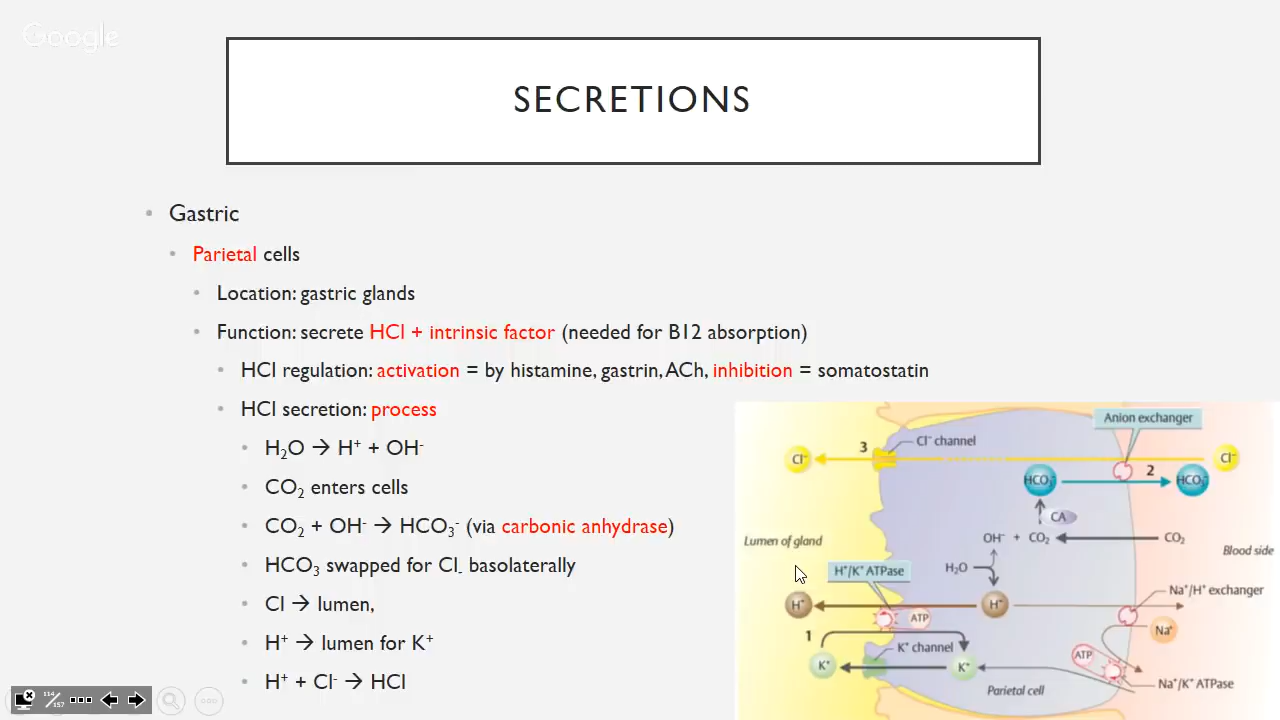 Google
SECRETIONS
• Gastric
• Parietal cells
• Location: gastric glands
• Function: secrete HCl + intrinsic factor (needed for B12 absorption)
• HCl regulation: activation = by histamine, gastrin, ACh, inhibition = somatostatin
• HCl secretion: process
• H₂O → H⁺ + OH⁻
• CO₂ enters cells
• CO₂ + OH⁻ → HCO₃⁻ (via carbonic anhydrase)
• HCO₃ swapped for Cl₋ basolaterally
• Cl → lumen,
• H⁺ → lumen for K⁺
• H⁺ + Cl⁻ → HCl
Anion exchanger
Cl⁻ channel
3
Cl⁻
Cl⁻
2
HCO₃⁻
HCO₃⁻
CA
OH⁻ + CO₂
CO₂
Lumen of gland
Blood side
H⁺/K⁺ ATPase
H₂O
Na⁺/H⁺ exchanger
H⁺
H⁺
ATP
1
Na⁺
K⁺ channel
ATP
K⁺
K⁺
Na⁺/K⁺ ATPase
Parietal cell
114/157